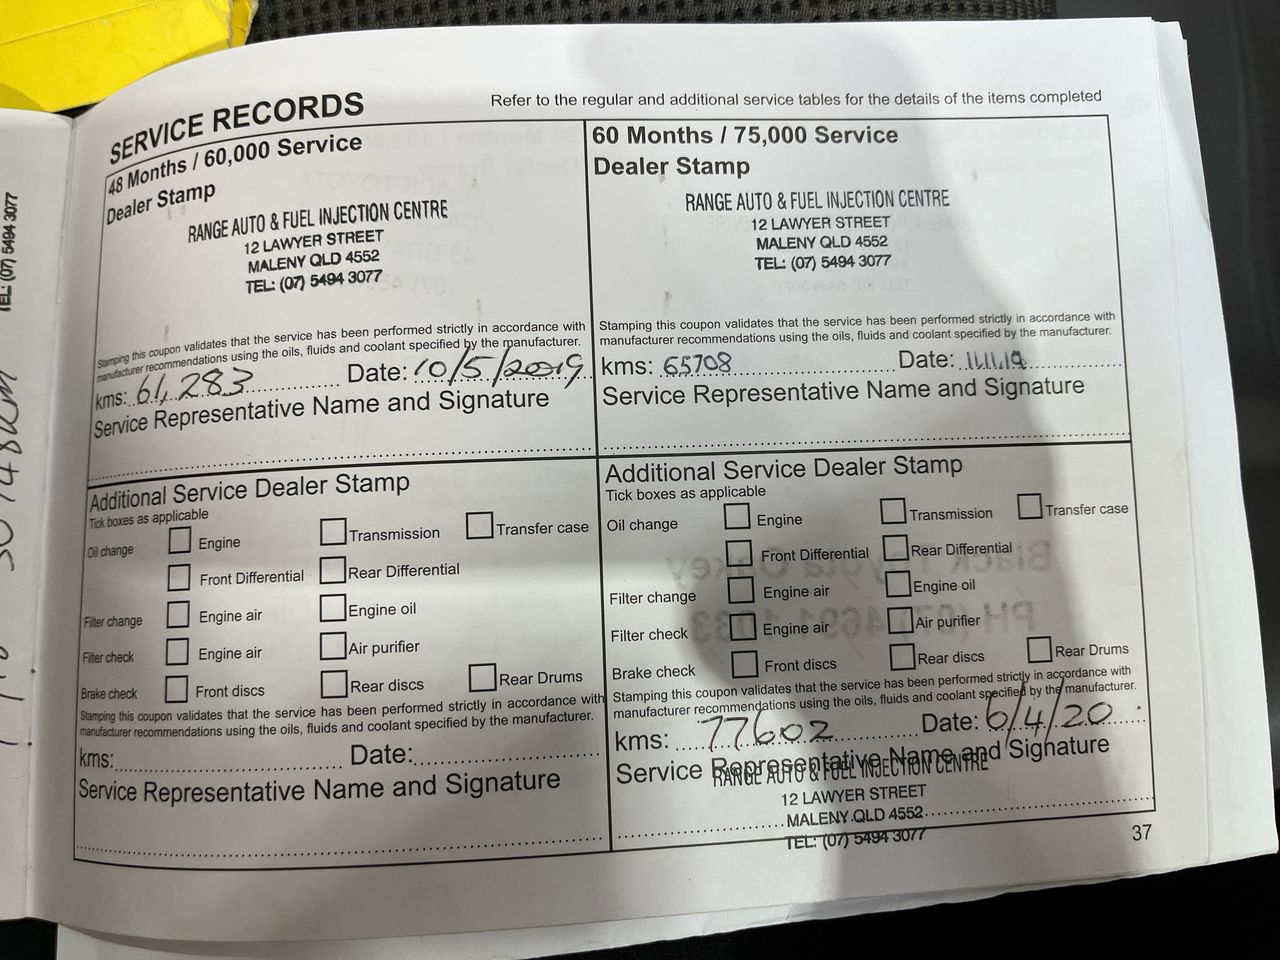 SERVICE RECORDS
Refer to the regular and additional service tables for the details of the items completed
48 Months / 60,000 Service
Dealer Stamp
RANGE AUTO & FUEL INJECTION CENTRE
12 LAWYER STREET
MALENY QLD 4552
TEL: (07) 5494 3077
Stamping this coupon validates that the service has been performed strictly in accordance with
manufacturer recommendations using the oils, fluids and coolant specified by the manufacturer.
kms: 61,283 Date: 10/5/2019
Service Representative Name and Signature
60 Months / 75,000 Service
Dealer Stamp
RANGE AUTO & FUEL INJECTION CENTRE
12 LAWYER STREET
MALENY QLD 4552
TEL: (07) 5494 3077
Stamping this coupon validates that the service has been performed strictly in accordance with
manufacturer recommendations using the oils, fluids and coolant specified by the manufacturer.
kms: 65708 Date: 11.11.19
Service Representative Name and Signature
Additional Service Dealer Stamp
Tick boxes as applicable
Oil change Engine Transmission Transfer case
Front Differential Rear Differential
Filter change Engine air Engine oil
Filter check Engine air Air purifier
Brake check Front discs Rear discs Rear Drums
Stamping this coupon validates that the service has been performed strictly in accordance with
manufacturer recommendations using the oils, fluids and coolant specified by the manufacturer.
kms: Date:
Service Representative Name and Signature
Additional Service Dealer Stamp
Tick boxes as applicable
Oil change Engine Transmission Transfer case
Front Differential Rear Differential
Filter change Engine air Engine oil
Filter check Engine air Air purifier
Brake check Front discs Rear discs Rear Drums
Stamping this coupon validates that the service has been performed strictly in accordance with
manufacturer recommendations using the oils, fluids and coolant specified by the manufacturer.
kms: 77602 Date: 6/4/20
Service Representative Name and Signature
RANGE AUTO & FUEL INJECTION CENTRE
12 LAWYER STREET
MALENY QLD 4552
TEL: (07) 5494 3077
37
TEL: (07) 5494 3077